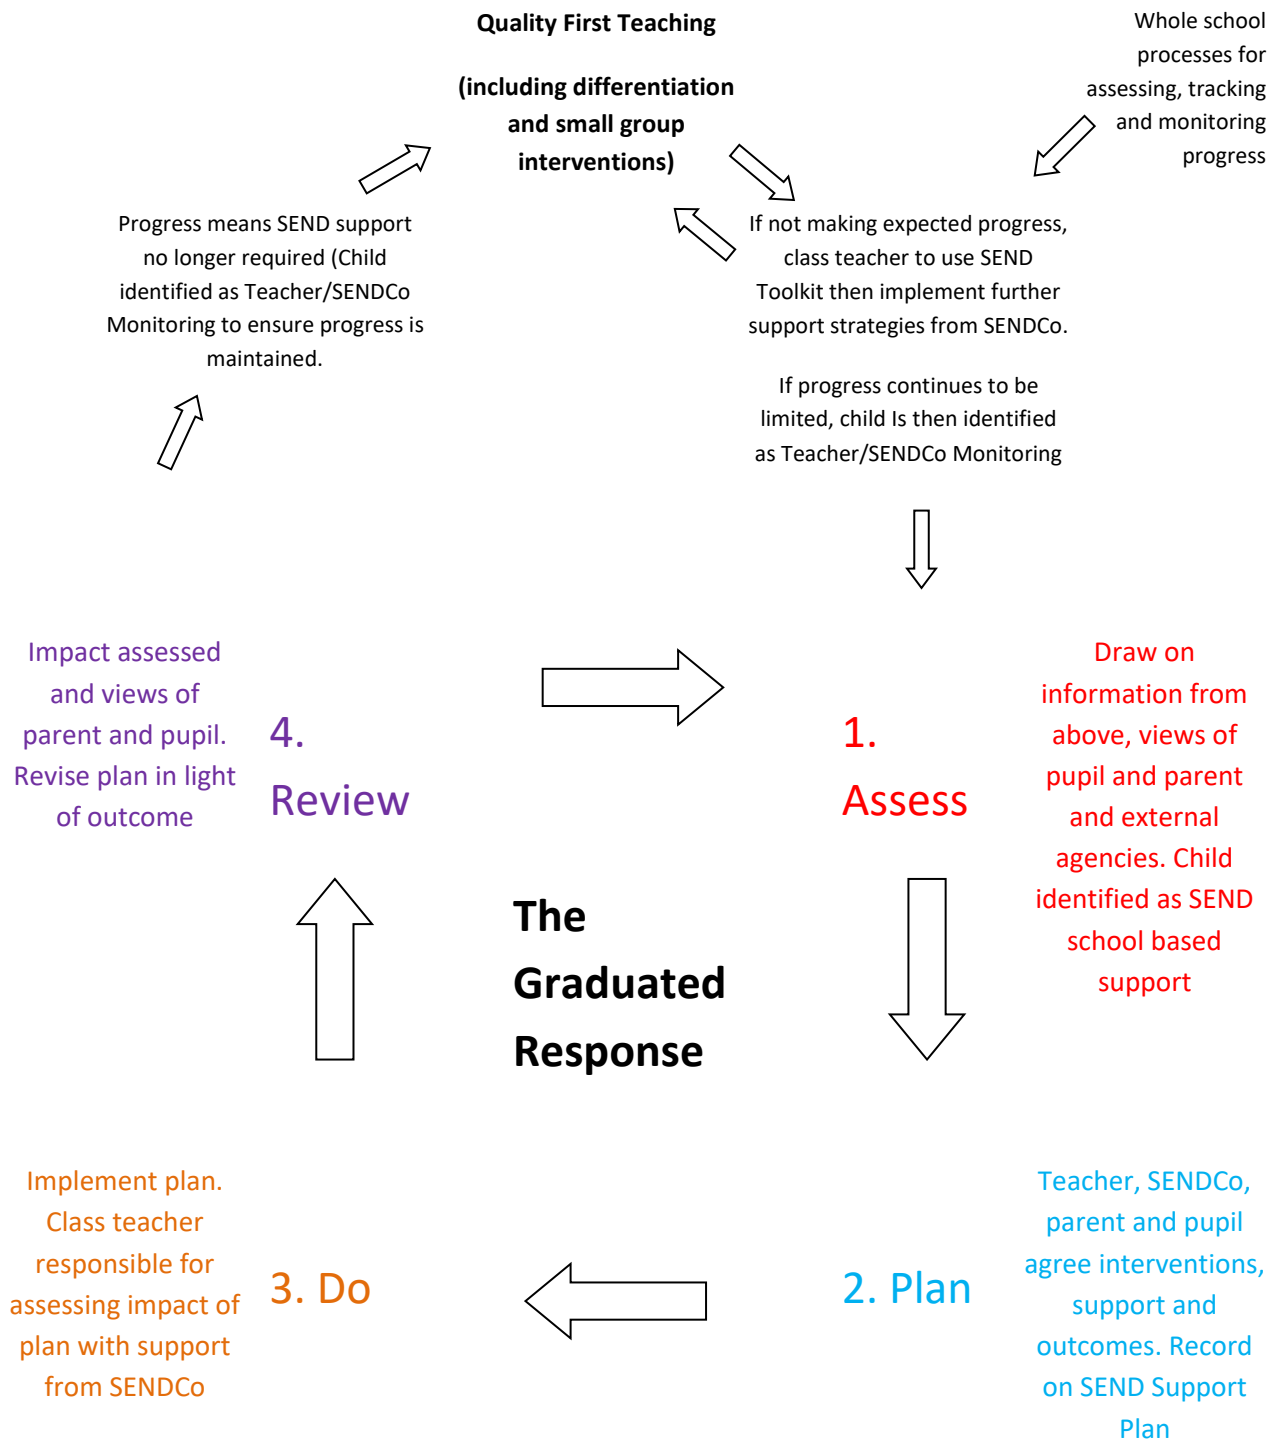 Quality First Teaching
(including differentiation
and small group
interventions)
Whole school
processes for
assessing, tracking
and monitoring
progress
Progress means SEND support
no longer required (Child
identified as Teacher/SENDCo
Monitoring to ensure progress is
maintained.
If not making expected progress,
class teacher to use SEND
Toolkit then implement further
support strategies from SENDCo.
If progress continues to be
limited, child Is then identified
as Teacher/SENDCo Monitoring
Impact assessed
and views of
parent and pupil.
Revise plan in light
of outcome
4.
Review
1.
Assess
Draw on
information from
above, views of
pupil and parent
and external
agencies. Child
identified as SEND
school based
support
The
Graduated
Response
Implement plan.
Class teacher
responsible for
assessing impact of
plan with support
from SENDCo
3. Do
2. Plan
Teacher, SENDCo,
parent and pupil
agree interventions,
support and
outcomes. Record
on SEND Support
Plan